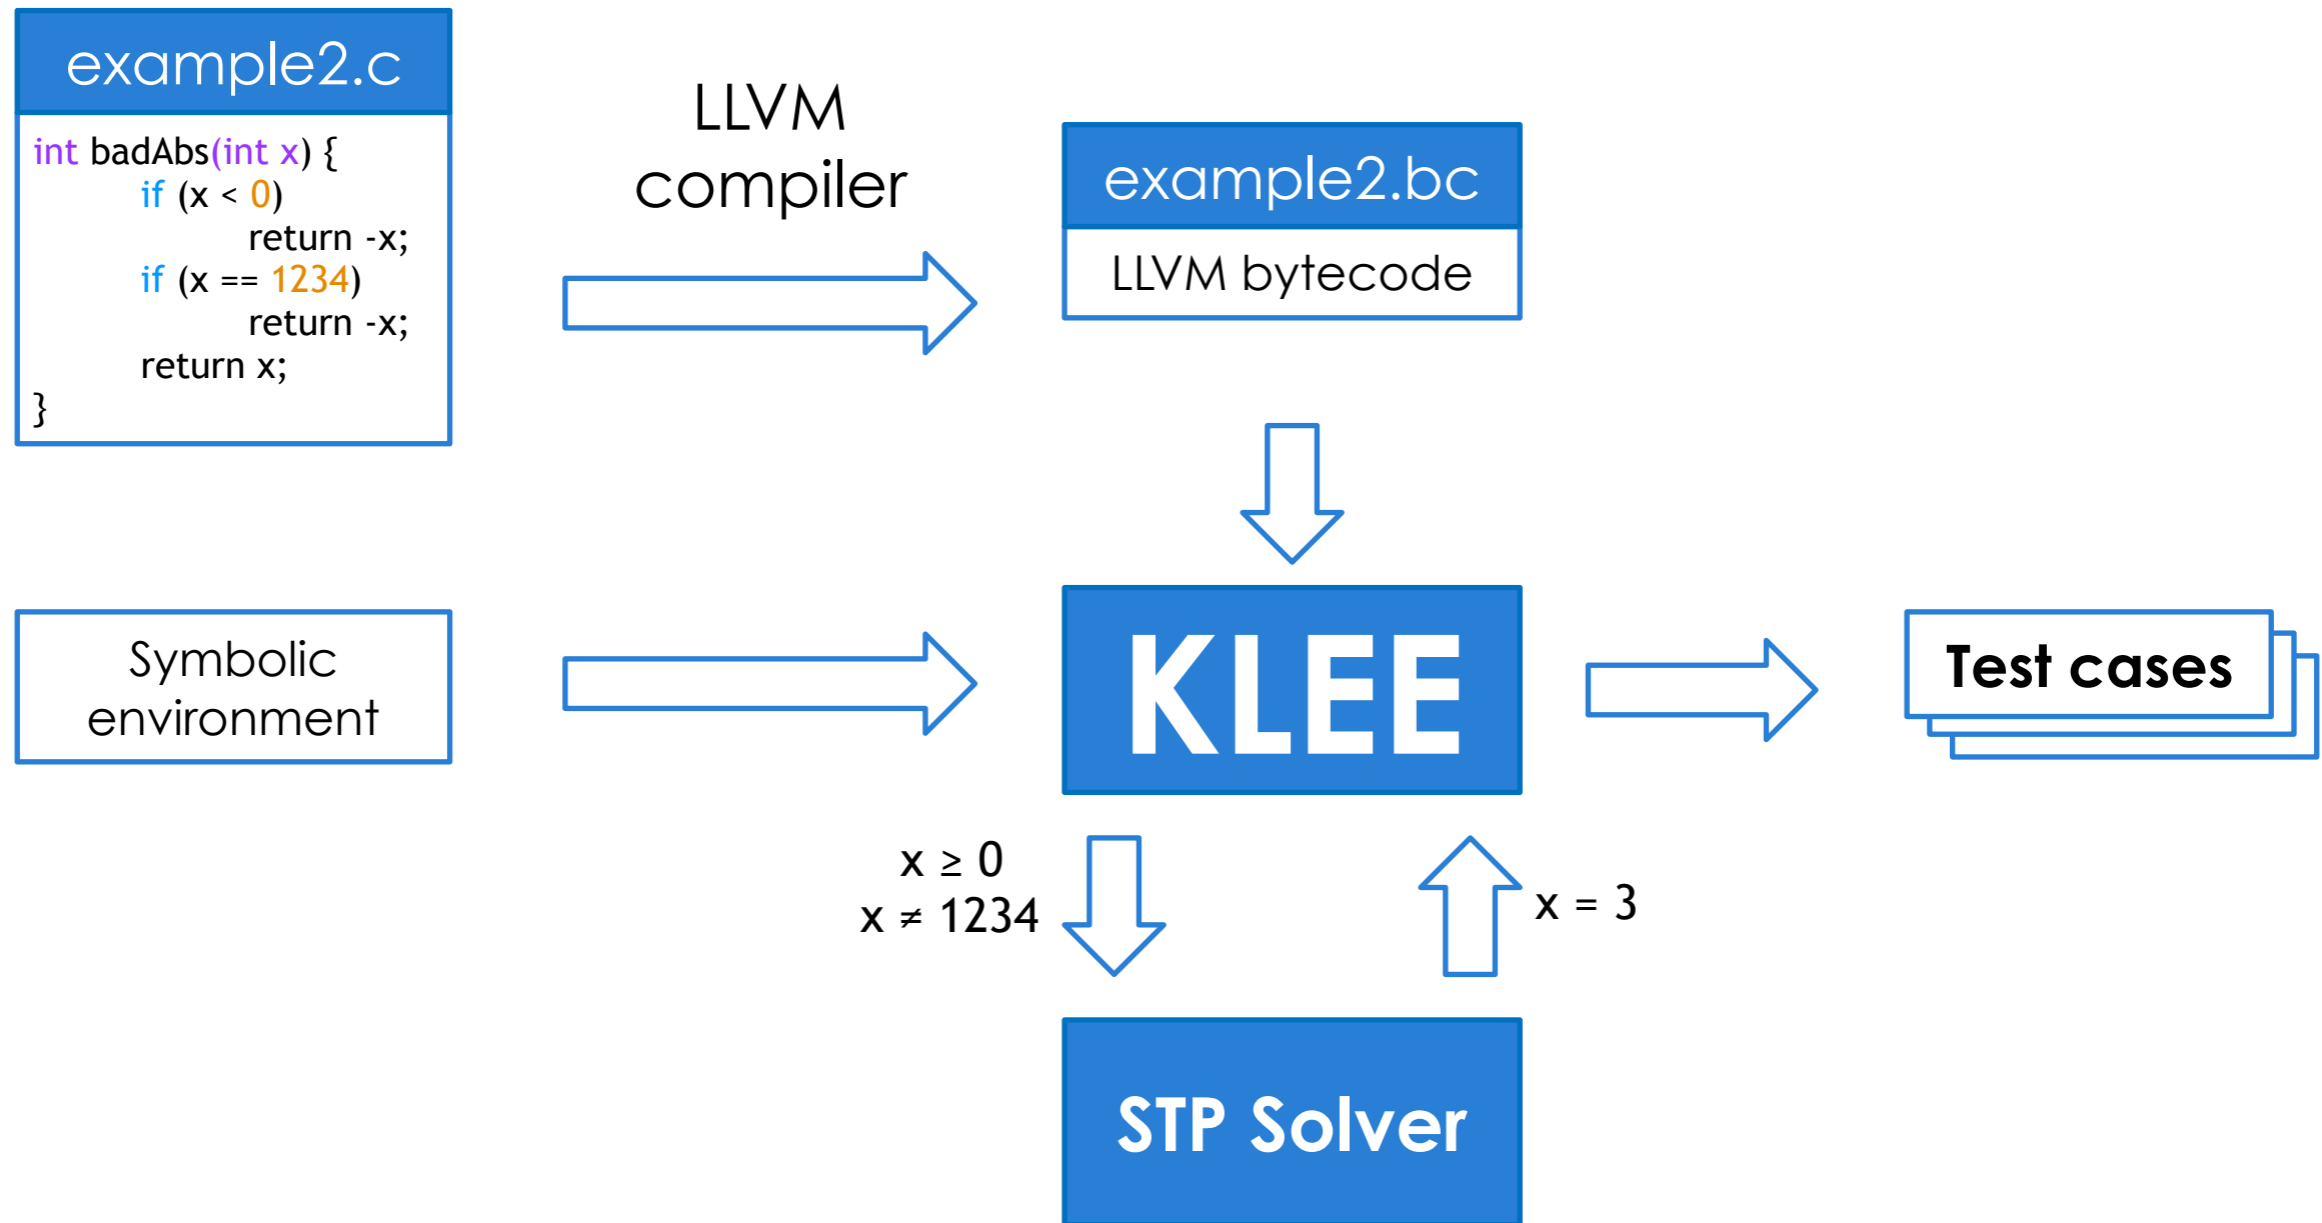 example2.c
int badAbs(int x) {
if (x < 0)
return -x;
if (x == 1234)
return -x;
return x;
}
LLVM
compiler
example2.bc
LLVM bytecode
Symbolic
environment
KLEE
Test cases
x ≥ 0
x ≠ 1234
x = 3
STP Solver